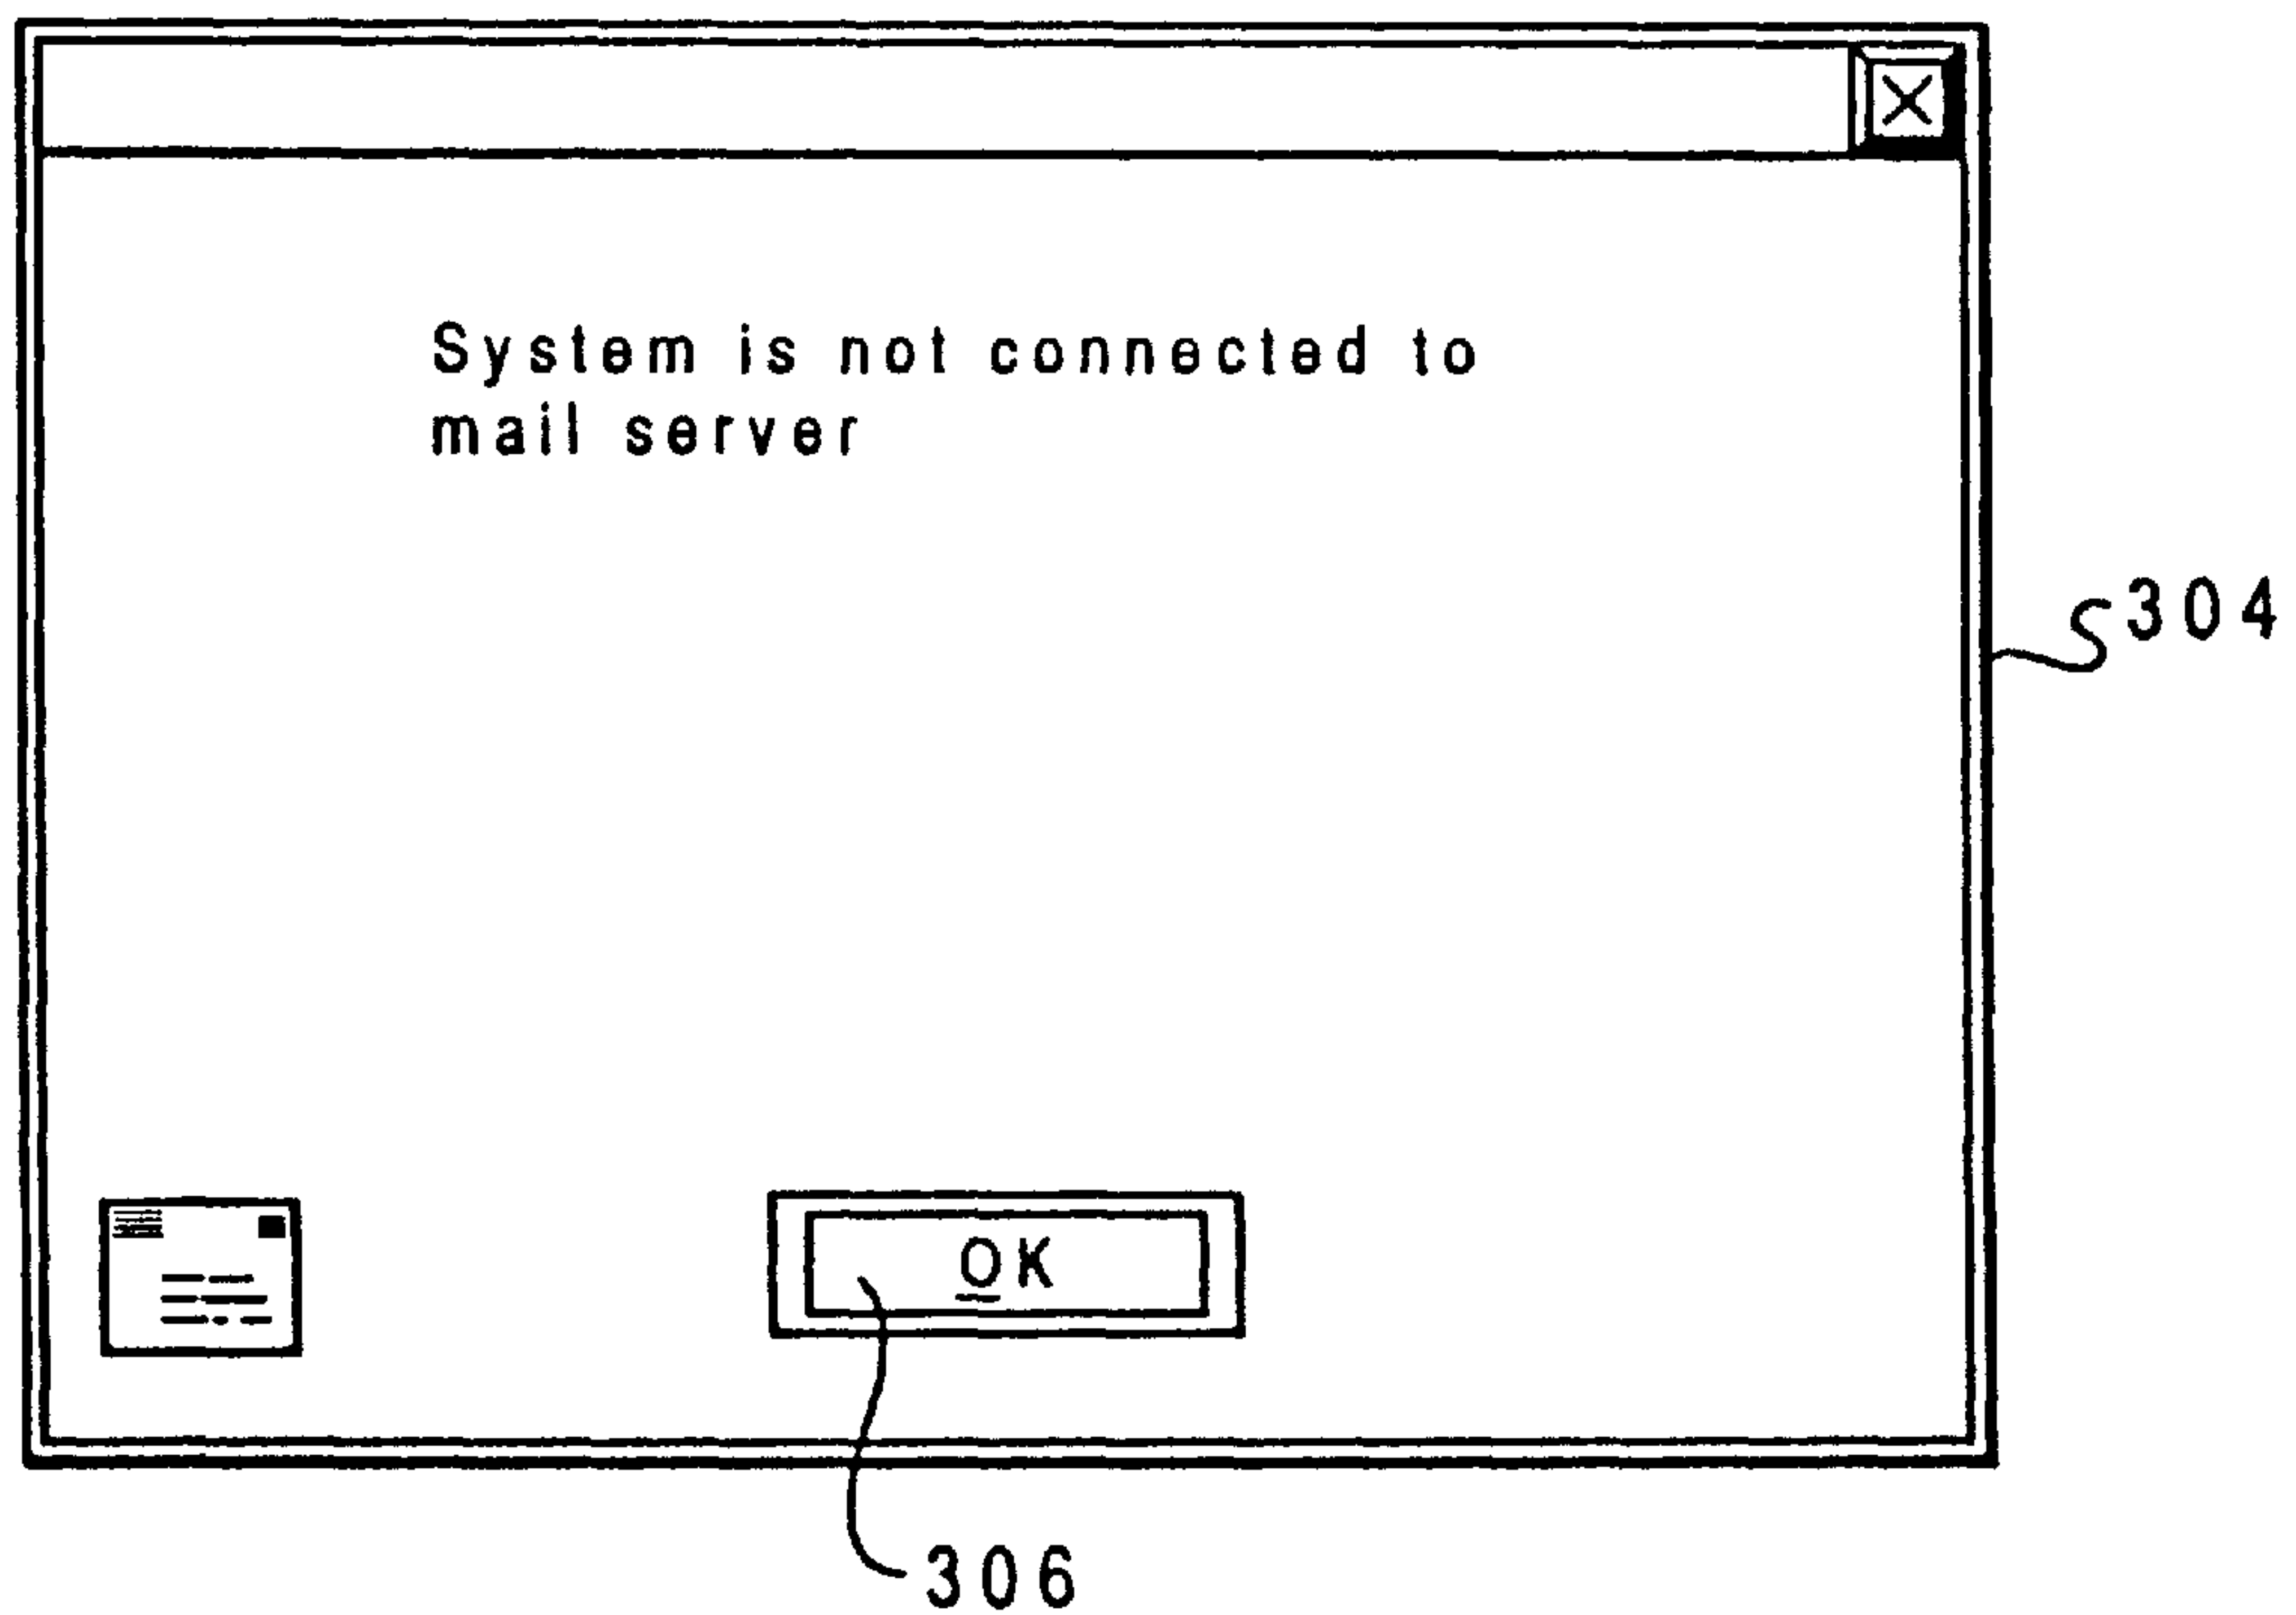 System is not connected to
mail server
304
OK
306